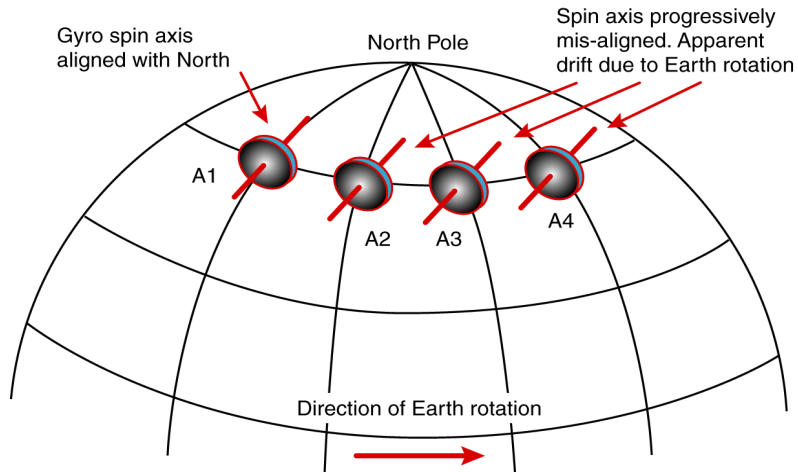 Gyro spin axis
aligned with North
North Pole
Spin axis progressively
mis-aligned. Apparent
drift due to Earth rotation
A1
A2
A3
A4
Direction of Earth rotation